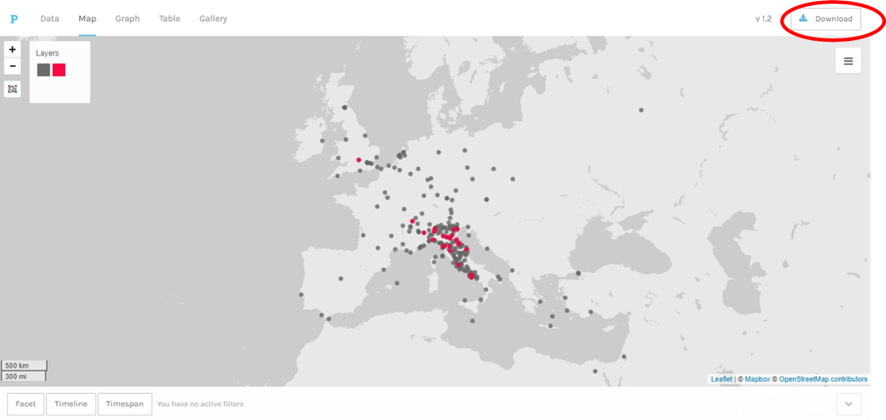 P Data Map Graph Table Gallery v 1.2 Download
+
Layers
−
500 km
300 mi
Leaflet | © Mapbox © OpenStreetMap contributors
Facet Timeline Timespan You have no active filters